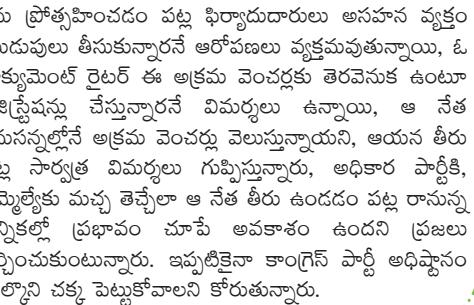 ను ప్రోత్సహించడం పట్ల ఫిర్యాదుదారులు అసహన వ్యక్తం
ముడుపులు తీసుకున్నారనే ఆరోపణలు వ్యక్తమవుతున్నాయి, ఓ
క్యుమెంట్ రైటర్ ఈ అక్రమ వెంచర్లకు తెరవెనుక ఉంటూ
జిస్ట్రేషన్లు చేస్తున్నారనే విమర్శలు ఉన్నాయి, ఆ నేత
నుసన్నల్లోనే అక్రమ వెంచర్లు వెలుస్తున్నాయని, ఆయన తీరు
ట్ల సార్వత్ర విమర్శలు గుప్పిస్తున్నారు, అధికార పార్టీకి,
మ్మెల్యేకు మచ్చ తెచ్చేలా ఆ నేత తీరు ఉండడం పట్ల రానున్న
న్నికల్లో ప్రభావం చూపే అవకాశం ఉందని ప్రజలు
ర్చించుకుంటున్నారు. ఇప్పటికైనా కాంగ్రెస్ పార్టీ అధిష్టానం
ల్కొని చక్క పెట్టుకోవాలని కోరుతున్నారు.